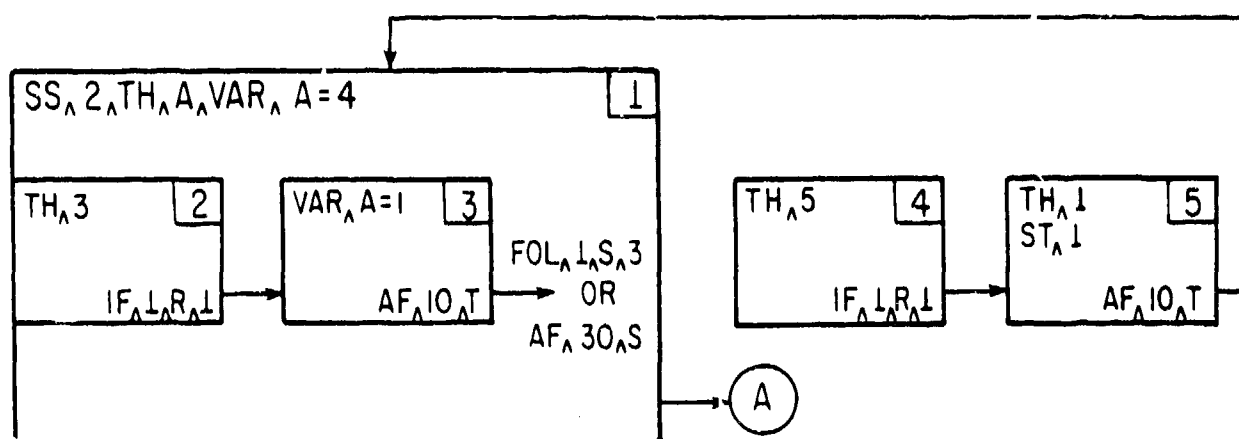 SS‸2‸TH‸A‸VAR‸ A=4
1
TH‸3
2
IF‸1‸R‸1
VAR‸A=1
3
AF‸10‸T
FOL‸1‸S‸3
OR
AF‸30‸S
TH‸5
4
IF‸1‸R‸1
TH‸1
ST‸1
5
AF‸10‸T
A